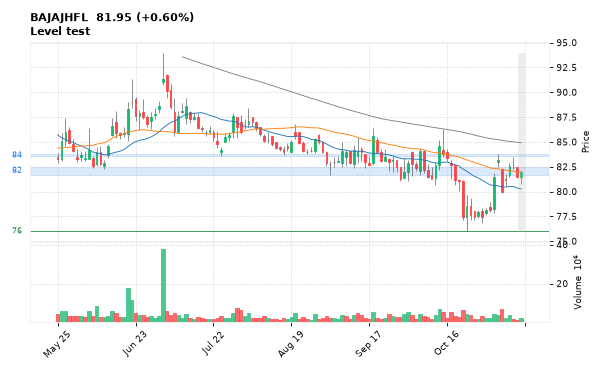 BAJAJHFL 81.95 (+0.60%)
Level test
95.0
92.5
90.0
87.5
85.0
82.5
80.0
77.5
75.0
Price
84
82
76
40
20
Volume 10⁶
May 25
Jun 23
Jul 22
Aug 19
Sep 17
Oct 16